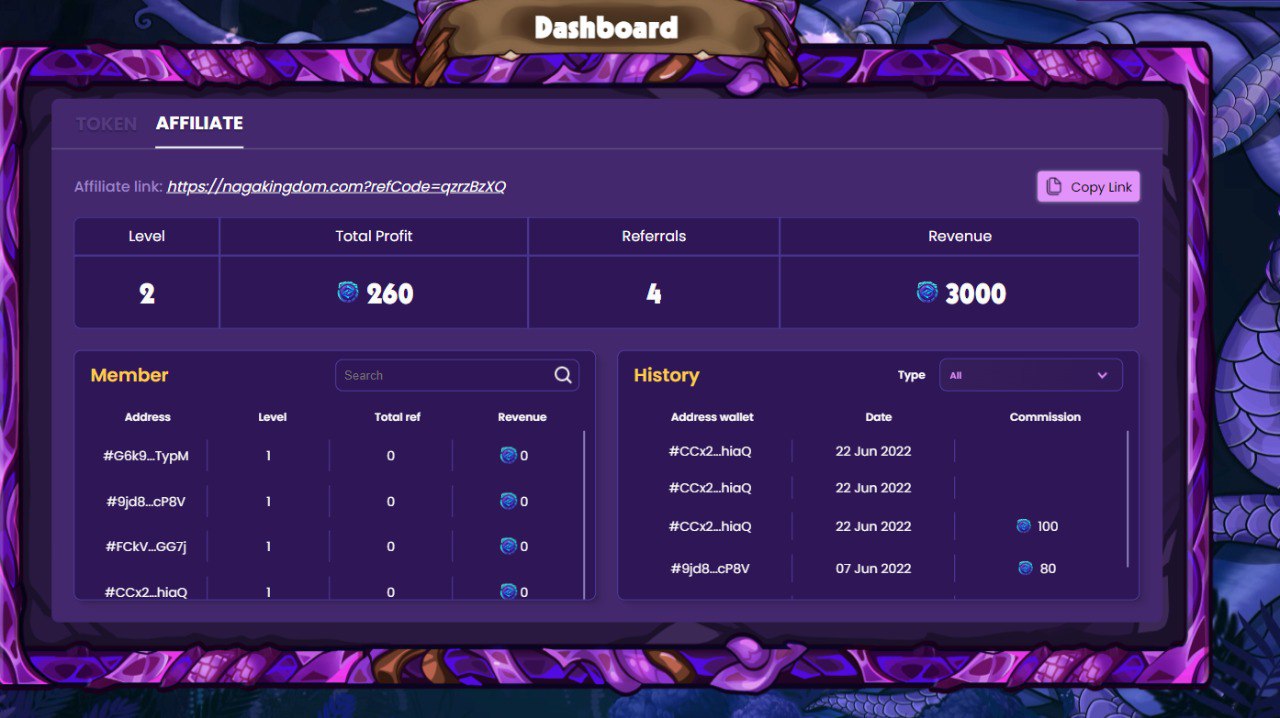 Dashboard
TOKEN AFFILIATE
Affiliate link: https://nagakingdom.com?refCode=qzrzBzXQ
Copy Link
Level Total Profit Referrals Revenue
2 260 4 3000
Member
Search
Address Level Total ref Revenue
#G6k9...TypM 1 0 0
#9jd8...cP8V 1 0 0
#FCkV...GG7j 1 0 0
#CCx2...hiaQ 1 0 0
History
Type All
Address wallet Date Commission
#CCx2...hiaQ 22 Jun 2022
#CCx2...hiaQ 22 Jun 2022
#CCx2...hiaQ 22 Jun 2022 100
#9jd8...cP8V 07 Jun 2022 80